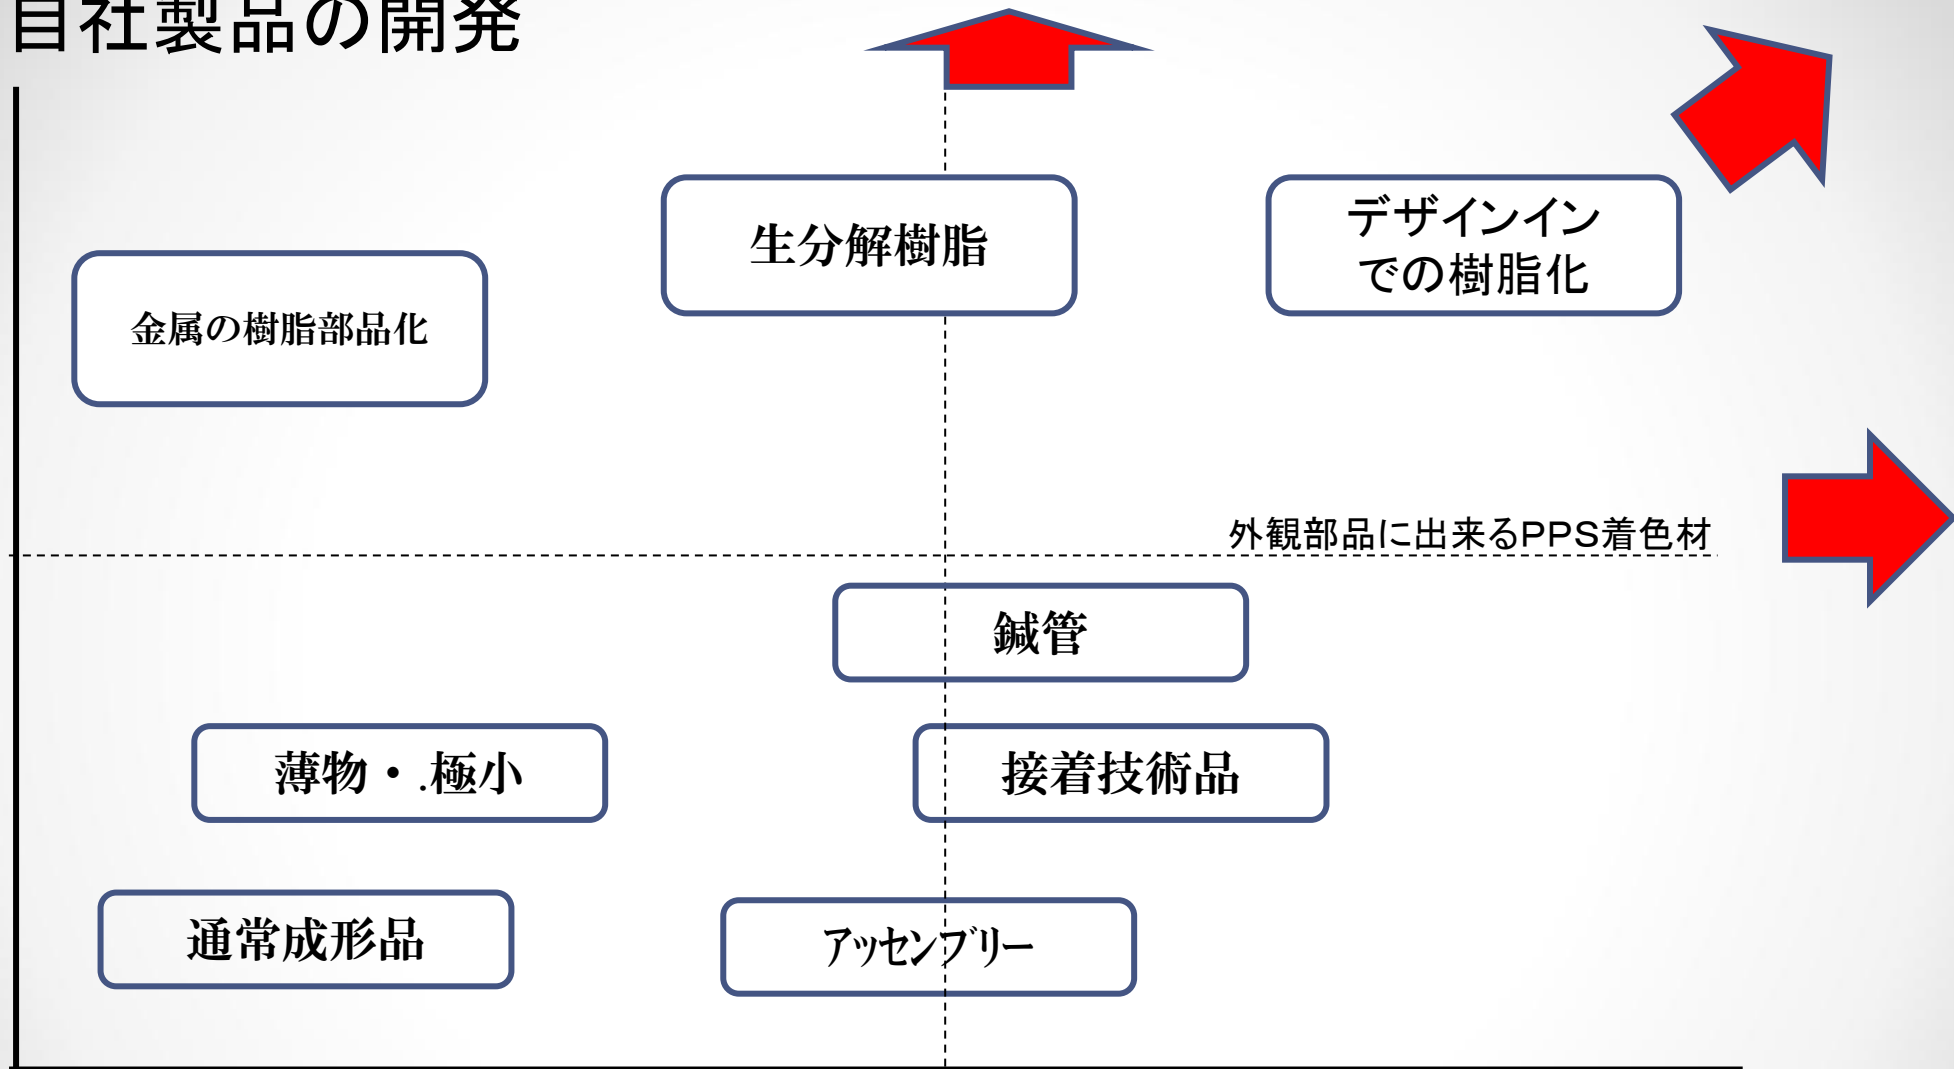 自社製品の開発
生分解樹脂
デザインイン
での樹脂化
金属の樹脂部品化
外観部品に出来るPPS着色材
鍼管
薄物・.極小
接着技術品
通常成形品
アッセンブリー